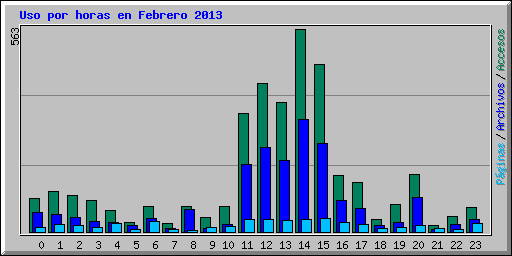 Uso por horas en Febrero 2013
563
Páginas / Archivos / Accesos
0 1 2 3 4 5 6 7 8 9 10 11 12 13 14 15 16 17 18 19 20 21 22 23